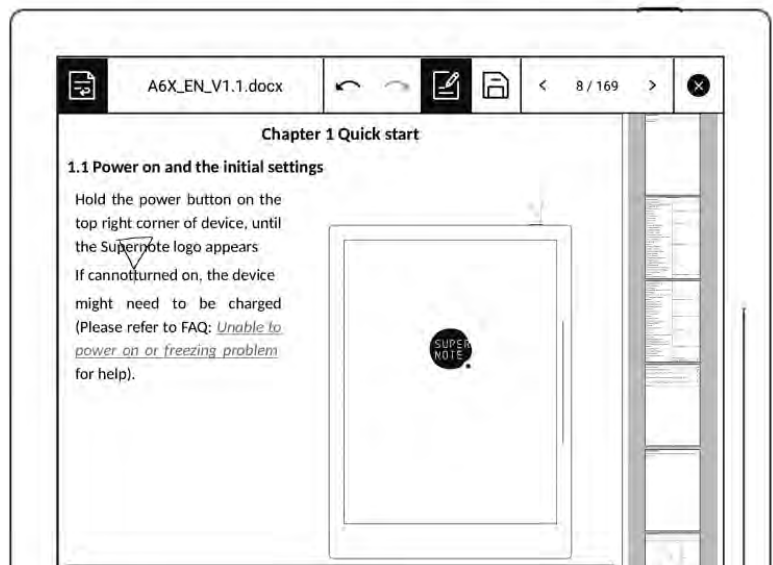 A6X_EN_V1.1.docx
8 / 169
Chapter 1 Quick start
1.1 Power on and the initial settings
Hold the power button on the
top right corner of device, until
the Supernote logo appears
If cannotturned on, the device
might need to be charged
(Please refer to FAQ: Unable to
power on or freezing problem
for help).
SUPER
NOTE